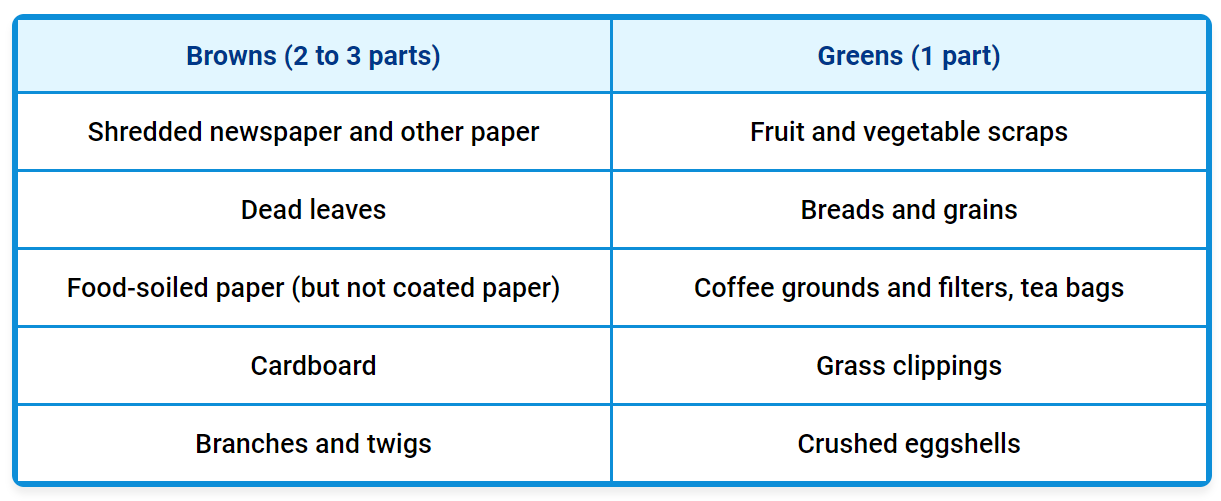 Browns (2 to 3 parts)
Greens (1 part)
Shredded newspaper and other paper
Fruit and vegetable scraps
Dead leaves
Breads and grains
Food-soiled paper (but not coated paper)
Coffee grounds and filters, tea bags
Cardboard
Grass clippings
Branches and twigs
Crushed eggshells